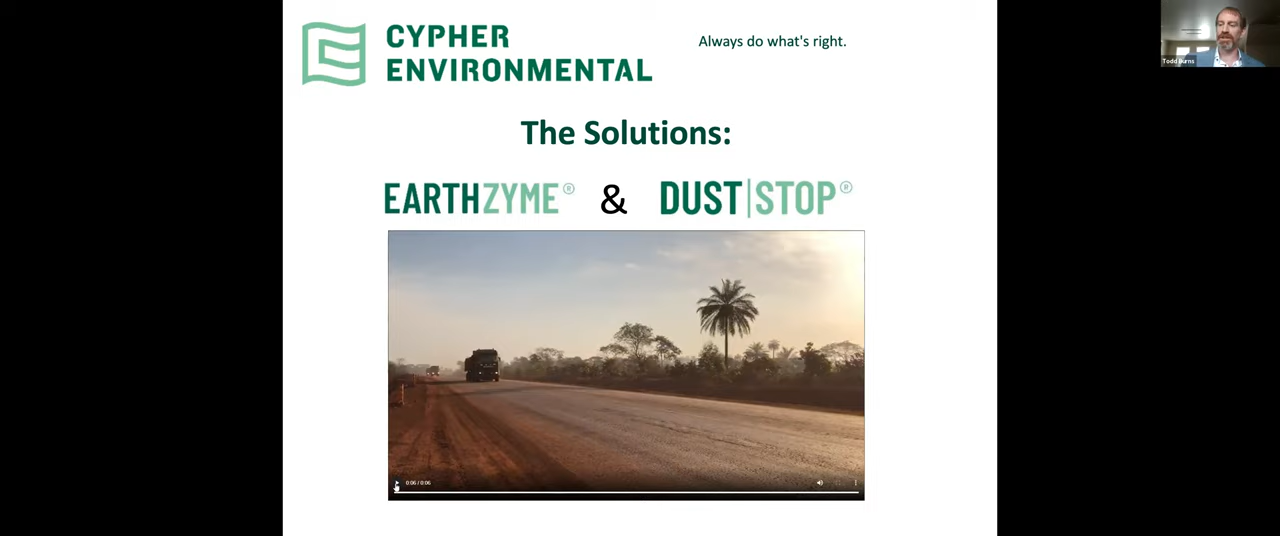 CYPHER
ENVIRONMENTAL
Always do what's right.
Todd Burns
The Solutions:
EARTHZYME® & DUST|STOP®
0:06 / 0:06